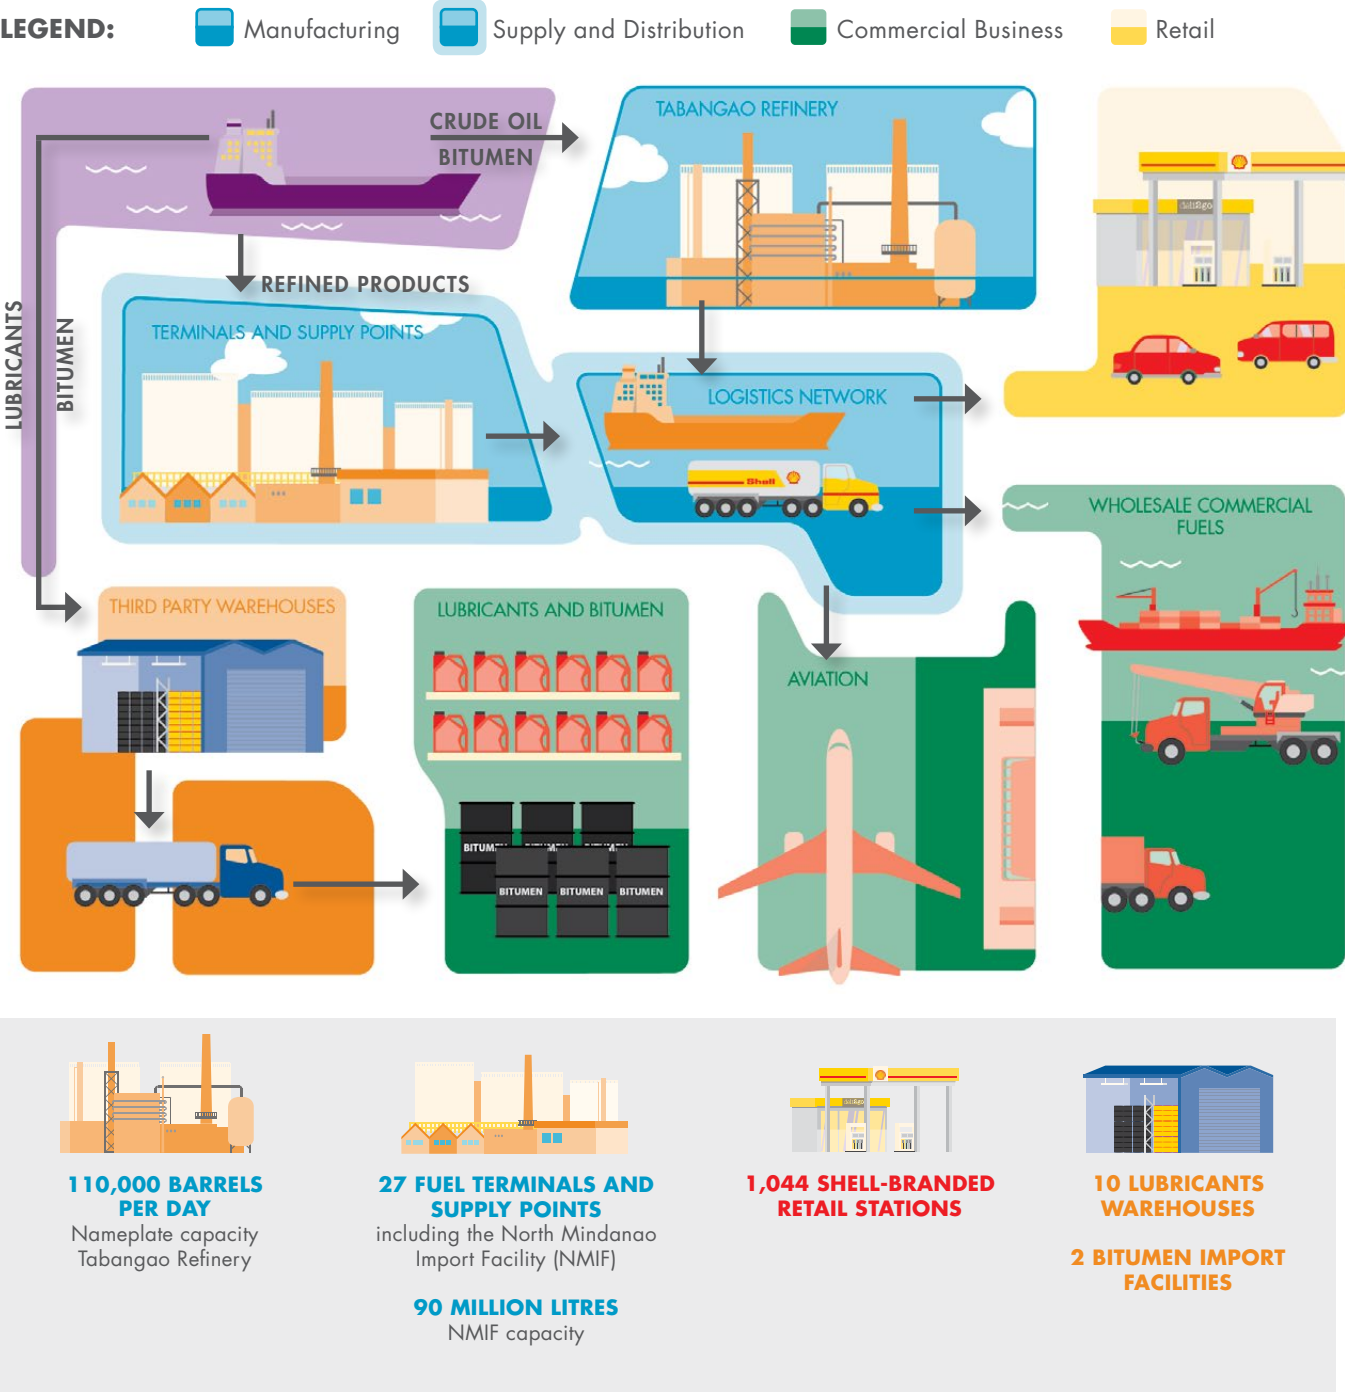 LEGEND:
Manufacturing
Supply and Distribution
Commercial Business
Retail
CRUDE OIL
BITUMEN
TABANGAO REFINERY
LUBRICANTS
BITUMEN
REFINED PRODUCTS
TERMINALS AND SUPPLY POINTS
LOGISTICS NETWORK
Shell
WHOLESALE COMMERCIAL
FUELS
THIRD PARTY WAREHOUSES
LUBRICANTS AND BITUMEN
AVIATION
BITUMEN BITUMEN BITUMEN
110,000 BARRELS
PER DAY
Nameplate capacity
Tabangao Refinery
27 FUEL TERMINALS AND
SUPPLY POINTS
including the North Mindanao
Import Facility (NMIF)
90 MILLION LITRES
NMIF capacity
1,044 SHELL-BRANDED
RETAIL STATIONS
10 LUBRICANTS
WAREHOUSES
2 BITUMEN IMPORT
FACILITIES